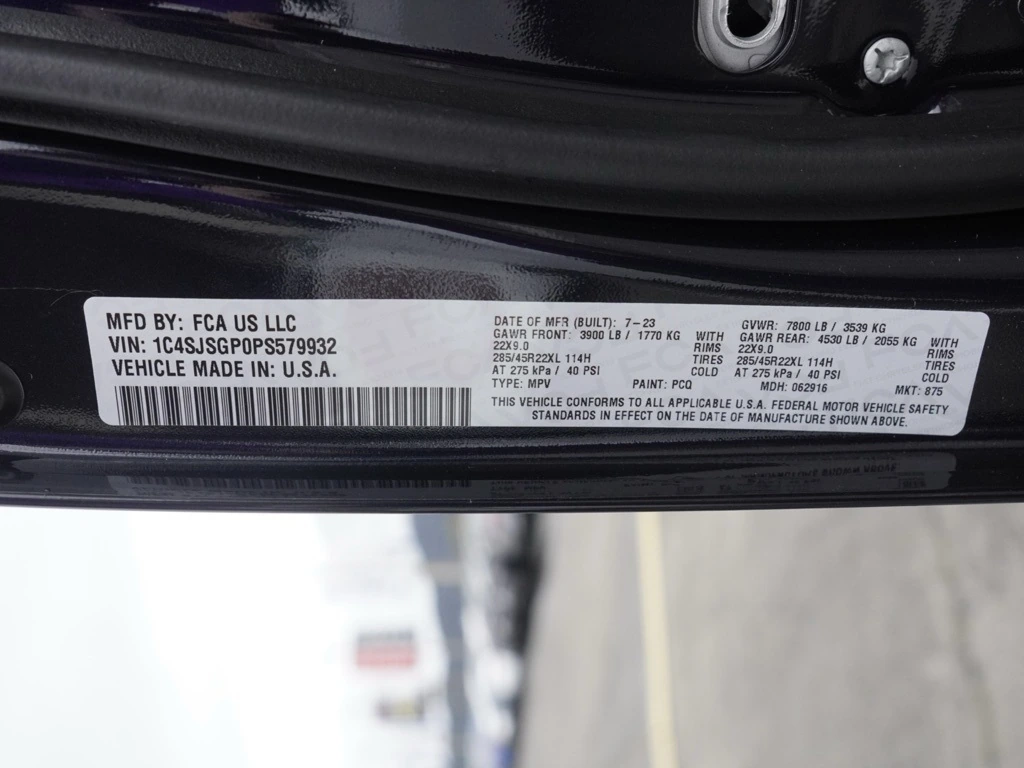 MFD BY: FCA US LLC
VIN: 1C4SJSGP0PS579932
VEHICLE MADE IN: U.S.A.
DATE OF MFR (BUILT): 7-23
GAWR FRONT: 3900 LB / 1770 KG WITH
22X9.0 RIMS
285/45R22XL 114H TIRES
AT 275 kPa / 40 PSI COLD
TYPE: MPV PAINT: PCQ
GVWR: 7800 LB / 3539 KG
GAWR REAR: 4530 LB / 2055 KG WITH
22X9.0 RIMS
285/45R22XL 114H TIRES
AT 275 kPa / 40 PSI COLD
MDH: 062916 MKT: 875
THIS VEHICLE CONFORMS TO ALL APPLICABLE U.S.A. FEDERAL MOTOR VEHICLE SAFETY
STANDARDS IN EFFECT ON THE DATE OF MANUFACTURE SHOWN ABOVE.